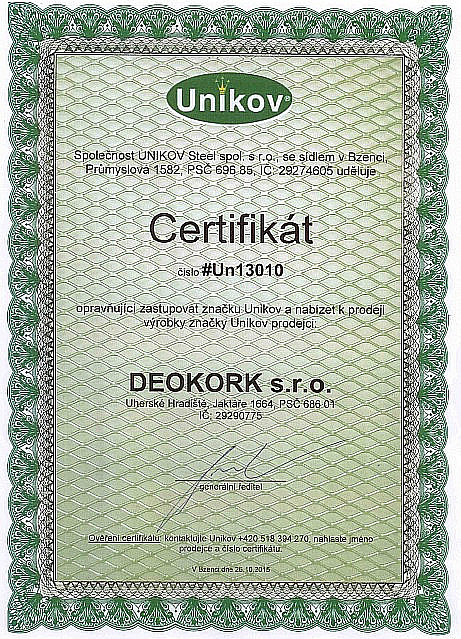 Unikov®
Společnost UNIKOV Steel spol. s r.o., se sídlem v Bzenci,
Průmyslová 1582, PSČ 696 85, IČ: 29274605 uděluje
Certifikát
číslo #Un13010
opravňující zastupovat značku Unikov a nabízet k prodeji
výrobky značky Unikov prodejci:
DEOKORK s.r.o.
Uherské Hradiště, Jaktáře 1664, PSČ 686 01
IČ: 29290775
generální ředitel
Ověření certifikátu: kontaktujte Unikov +420 518 394 270, nahlaste jméno
prodejce a číslo certifikátu.
V Bzenci dne 26.10.2015